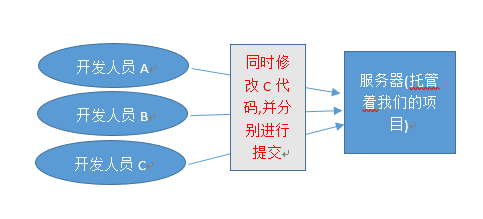 开发人员 A
开发人员 B
开发人员 C
同时修
改 C 代
码,并分
别进行
提交
服务器(托管
着我们的项
目)